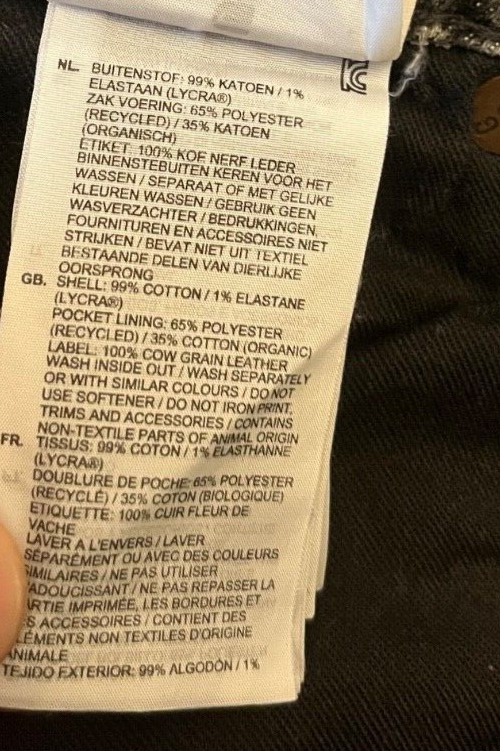 NL. BUITENSTOF: 99% KATOEN / 1%
ELASTAAN (LYCRA®)
ZAK VOERING: 65% POLYESTER
(RECYCLED) / 35% KATOEN
(ORGANISCH)
ETIKET: 100% KOE NERF LEDER
BINNENSTEBUITEN KEREN VOOR HET
WASSEN / SEPARAAT OF MET GELIJKE
KLEUREN WASSEN / GEBRUIK GEEN
WASVERZACHTER / BEDRUKKINGEN,
FOURNITUREN EN ACCESSOIRES NIET
STRIJKEN / BEVAT NIET UIT TEXTIEL
BESTAANDE DELEN VAN DIERLIJKE
OORSPRONG
GB. SHELL: 99% COTTON / 1% ELASTANE
(LYCRA®)
POCKET LINING: 65% POLYESTER
(RECYCLED) / 35% COTTON (ORGANIC)
LABEL: 100% COW GRAIN LEATHER
WASH INSIDE OUT / WASH SEPARATELY
OR WITH SIMILAR COLOURS / DO NOT
USE SOFTENER / DO NOT IRON PRINT,
TRIMS AND ACCESSORIES / CONTAINS
NON-TEXTILE PARTS OF ANIMAL ORIGIN
FR. TISSUS: 99% COTON / 1% ELASTHANNE
(LYCRA®)
DOUBLURE DE POCHE: 65% POLYESTER
(RECYCLÉ) / 35% COTON (BIOLOGIQUE)
ETIQUETTE: 100% CUIR FLEUR DE
VACHE
LAVER A L'ENVERS / LAVER
SÉPARÉMENT OU AVEC DES COULEURS
SIMILAIRES / NE PAS UTILISER
'ADOUCISSANT / NE PAS REPASSER LA
ARTIE IMPRIMÉE, LES BORDURES ET
S ACCESSOIRES / CONTIENT DES
LÉMENTS NON TEXTILES D'ORIGINE
ANIMALE
TEJIDO EXTERIOR: 99% ALGODÓN / 1%